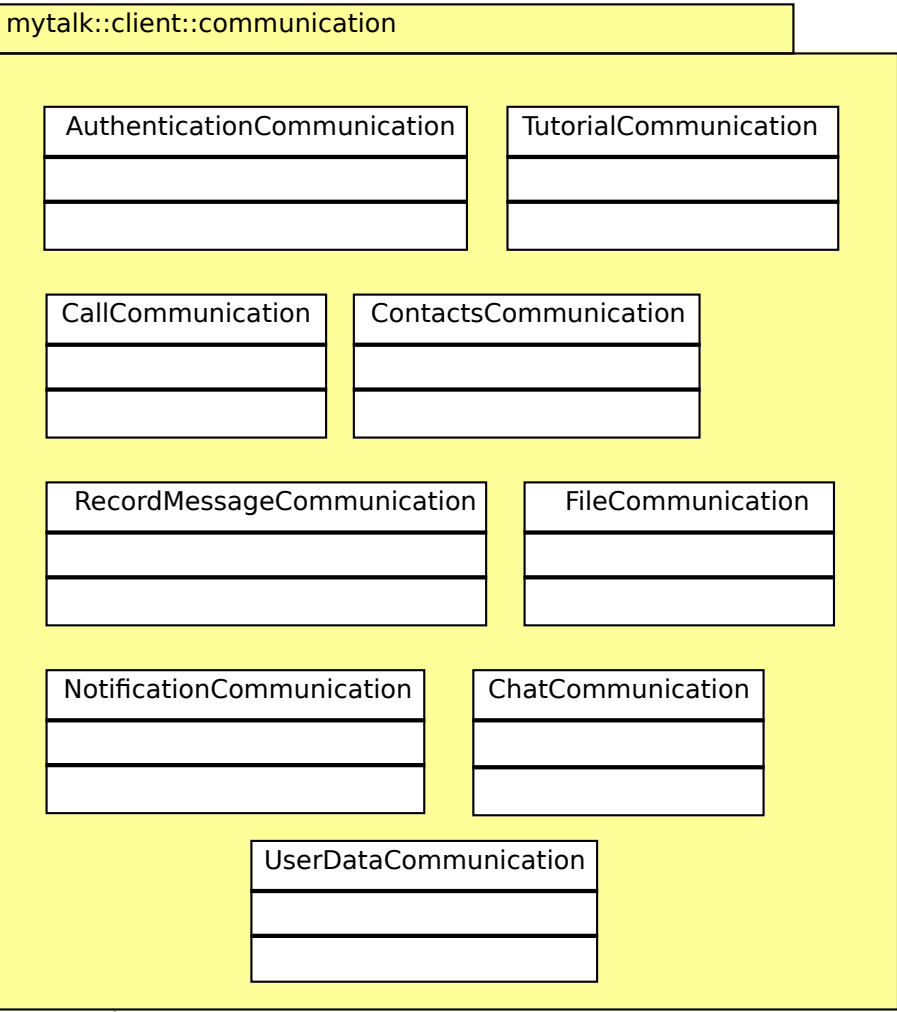 mytalk::client::communication
AuthenticationCommunication
TutorialCommunication
CallCommunication
ContactsCommunication
RecordMessageCommunication
FileCommunication
NotificationCommunication
ChatCommunication
UserDataCommunication